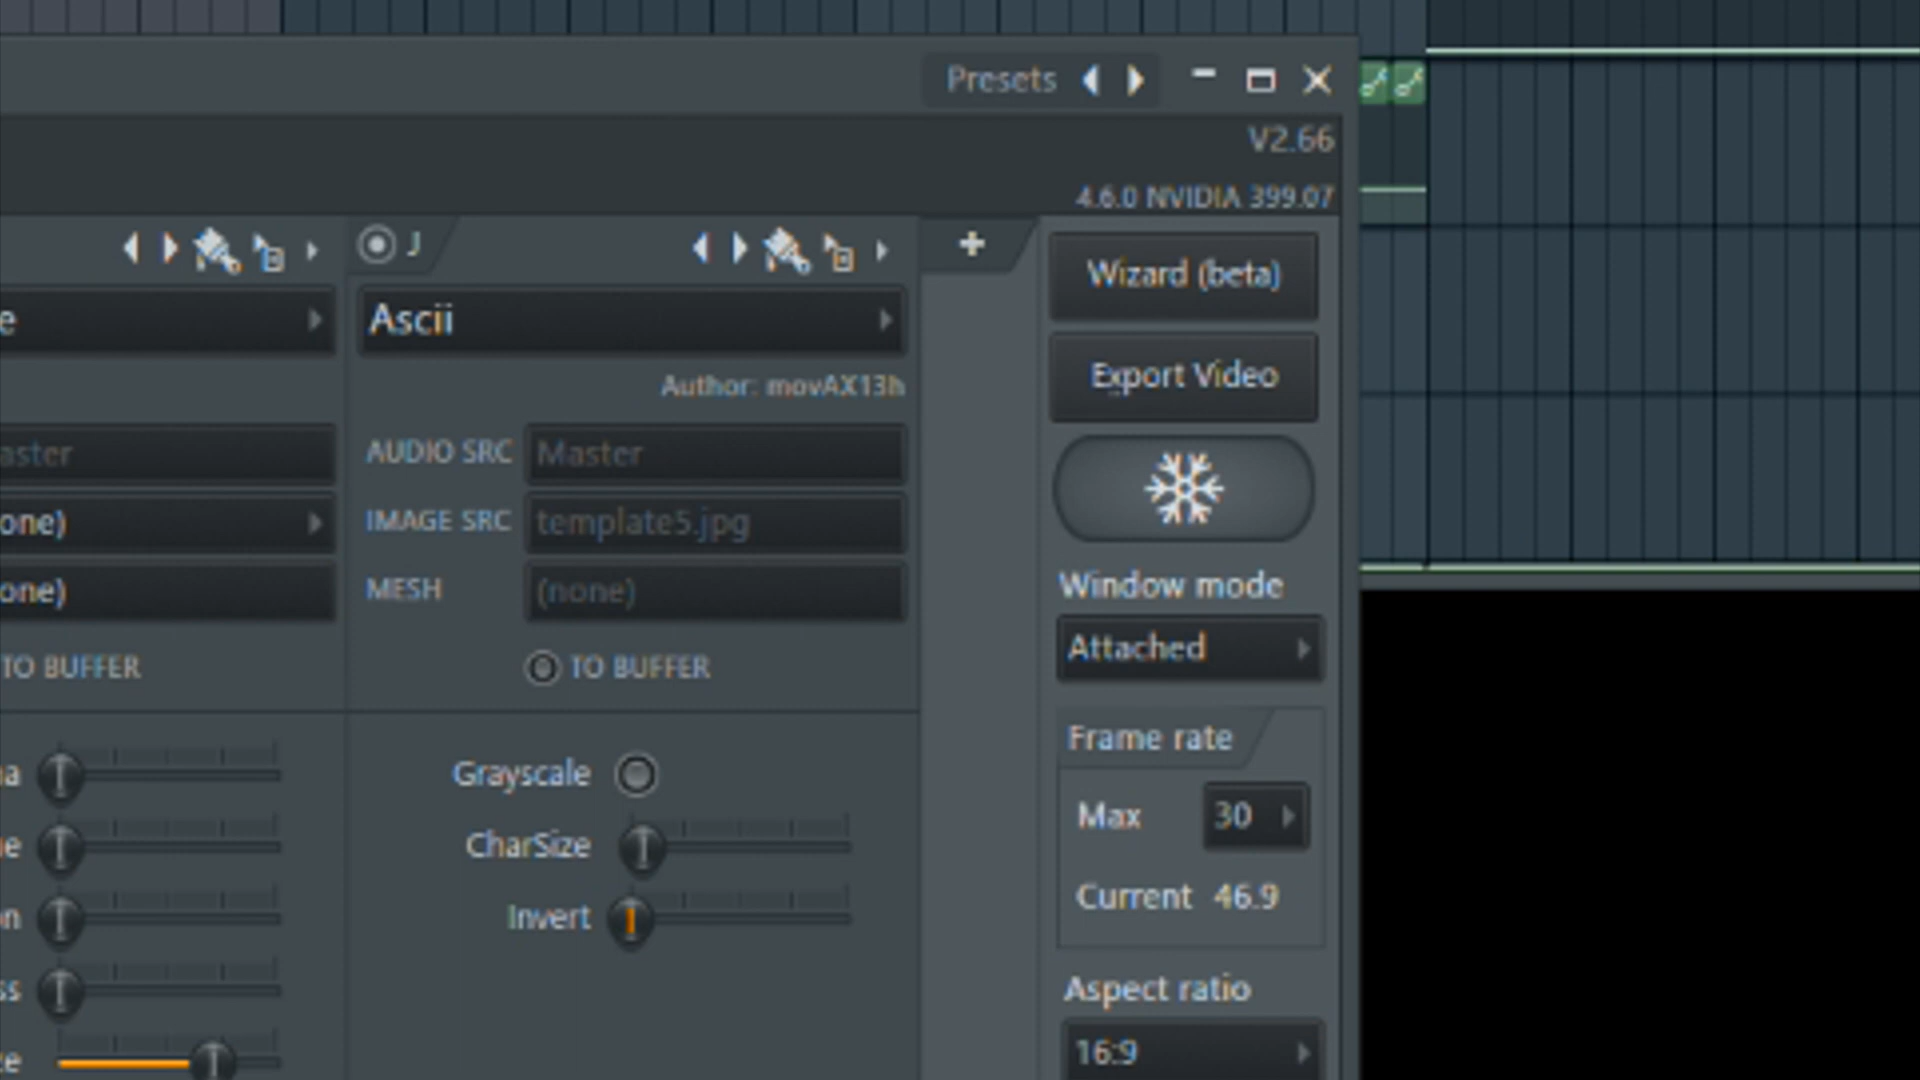 Presets
V2.66
4.6.0 NVIDIA 399.07
J
Wizard (beta)
e
Ascii
Export Video
Author: movAX13h
aster
AUDIO SRC
Master
one)
IMAGE SRC
template5.jpg
one)
MESH
(none)
Window mode
Attached
TO BUFFER
TO BUFFER
Frame rate
a
Grayscale
Max
30
e
CharSize
Current
46.9
n
Invert
ss
Aspect ratio
ze
16:9